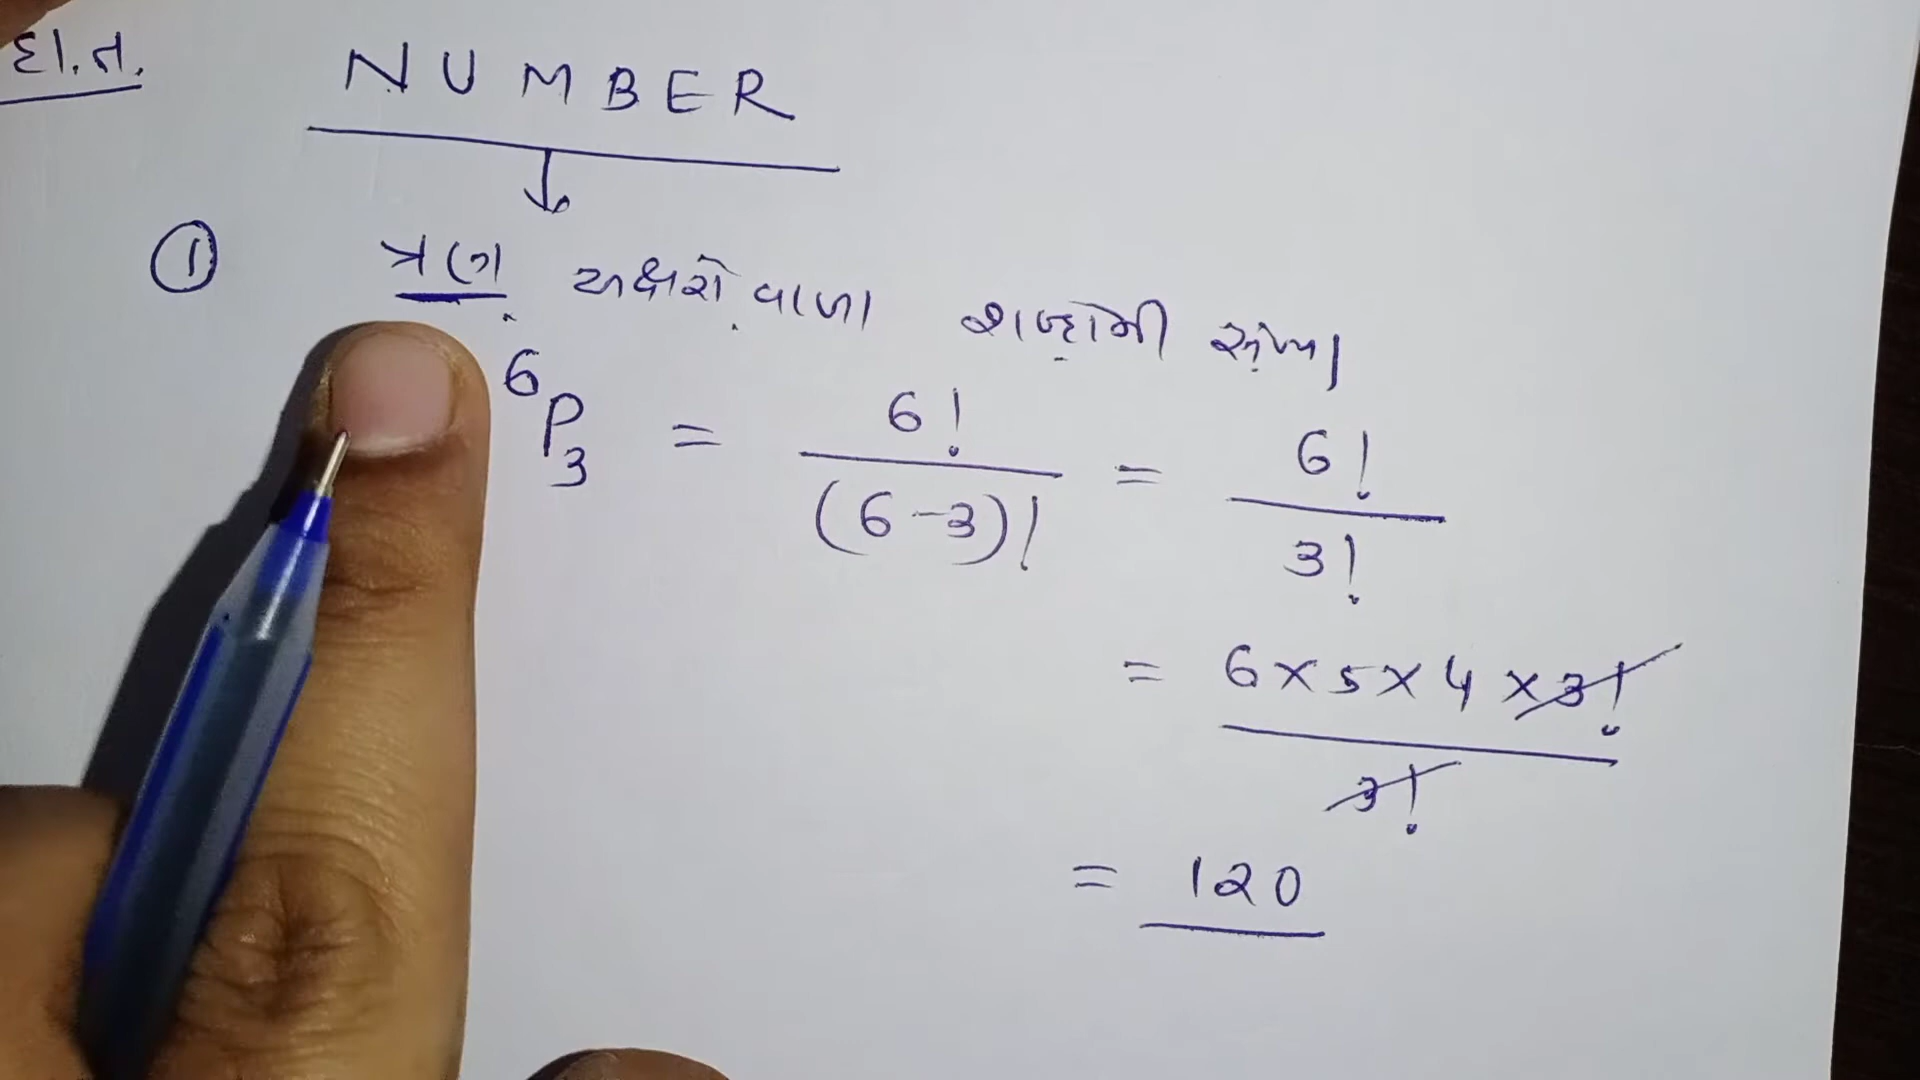 દા.ત.
NUMBER
① ત્રણ અક્ષરો વાળા શબ્દોની સંખ્યા
⁶P₃ = 6!/(6-3)! = 6!/3!
= 6×5×4×3!/3!
= 120